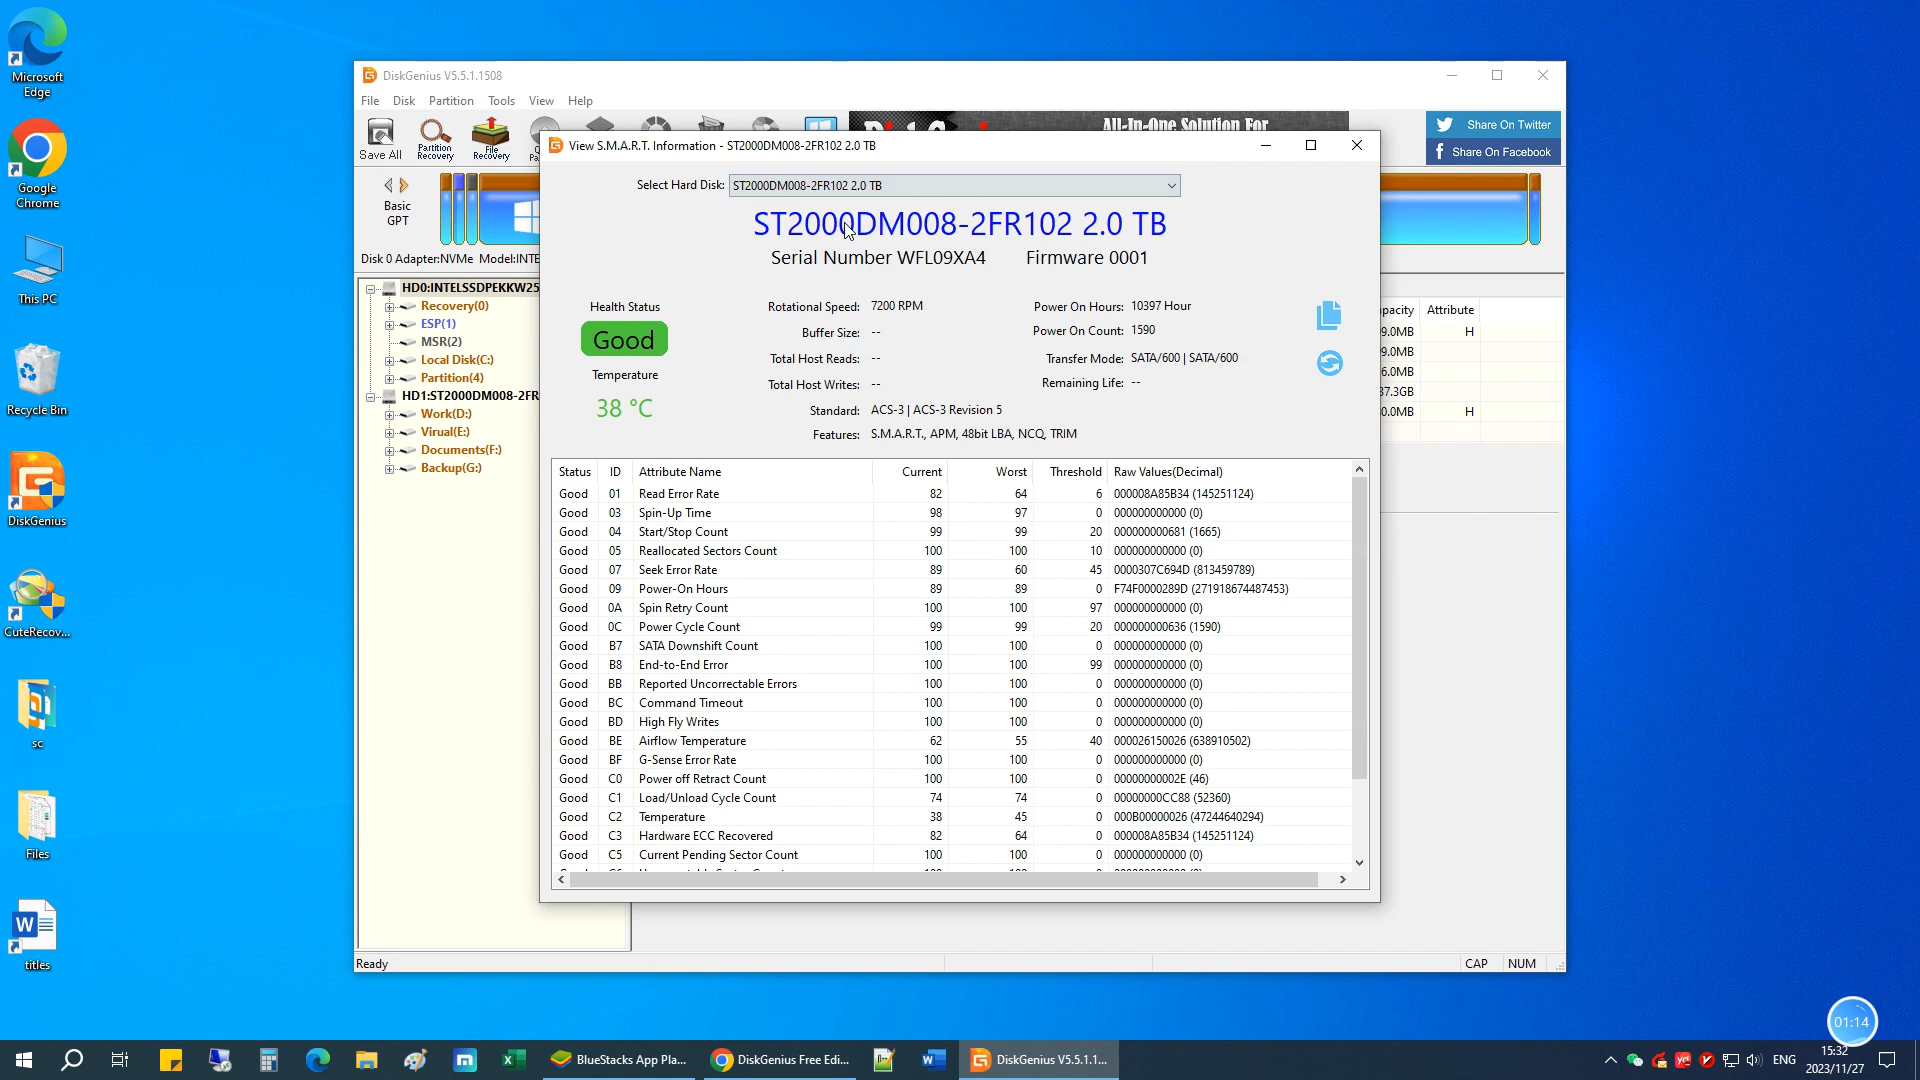 Microsoft
Edge
Google
Chrome
This PC
Recycle Bin
DiskGenius
CuteRecov...
sc
Files
titles
DiskGenius V5.5.1.1508
File Disk Partition Tools View Help
Save All
Partition
Recovery
File
Recovery
All-In-One Solution For
Share On Twitter
Share On Facebook
Basic
GPT
Disk 0 Adapter:NVMe Model:INTE
HD0:INTELSSDPEKKW25
Recovery(0)
ESP(1)
MSR(2)
Local Disk(C:)
Partition(4)
HD1:ST2000DM008-2FR
Work(D:)
Virual(E:)
Documents(F:)
Backup(G:)
View S.M.A.R.T. Information - ST2000DM008-2FR102 2.0 TB
Select Hard Disk: ST2000DM008-2FR102 2.0 TB
ST2000DM008-2FR102 2.0 TB
Serial Number WFL09XA4 Firmware 0001
Health Status
Good
Temperature
38 °C
Rotational Speed: 7200 RPM
Buffer Size: --
Total Host Reads: --
Total Host Writes: --
Standard: ACS-3 | ACS-3 Revision 5
Features: S.M.A.R.T., APM, 48bit LBA, NCQ, TRIM
Power On Hours: 10397 Hour
Power On Count: 1590
Transfer Mode: SATA/600 | SATA/600
Remaining Life: --
Status ID Attribute Name Current Worst Threshold Raw Values(Decimal)
Good 01 Read Error Rate 82 64 6 000008A85B34 (145251124)
Good 03 Spin-Up Time 98 97 0 000000000000 (0)
Good 04 Start/Stop Count 99 99 20 000000000681 (1665)
Good 05 Reallocated Sectors Count 100 100 10 000000000000 (0)
Good 07 Seek Error Rate 89 60 45 0000307C694D (813459789)
Good 09 Power-On Hours 89 89 0 F74F0000289D (271918674487453)
Good 0A Spin Retry Count 100 100 97 000000000000 (0)
Good 0C Power Cycle Count 99 99 20 000000000636 (1590)
Good B7 SATA Downshift Count 100 100 0 000000000000 (0)
Good B8 End-to-End Error 100 100 99 000000000000 (0)
Good BB Reported Uncorrectable Errors 100 100 0 000000000000 (0)
Good BC Command Timeout 100 100 0 000000000000 (0)
Good BD High Fly Writes 100 100 0 000000000000 (0)
Good BE Airflow Temperature 62 55 40 000026150026 (638910502)
Good BF G-Sense Error Rate 100 100 0 000000000000 (0)
Good C0 Power off Retract Count 100 100 0 00000000002E (46)
Good C1 Load/Unload Cycle Count 74 74 0 00000000CC88 (52360)
Good C2 Temperature 38 45 0 000B00000026 (47244640294)
Good C3 Hardware ECC Recovered 82 64 0 000008A85B34 (145251124)
Good C5 Current Pending Sector Count 100 100 0 000000000000 (0)
pacity Attribute
9.0MB H
9.0MB
6.0MB
37.3GB
0.0MB H
Ready CAP NUM
01:14
BlueStacks App Pla...
DiskGenius Free Edi...
DiskGenius V5.5.1.1...
ENG
15:32
2023/11/27